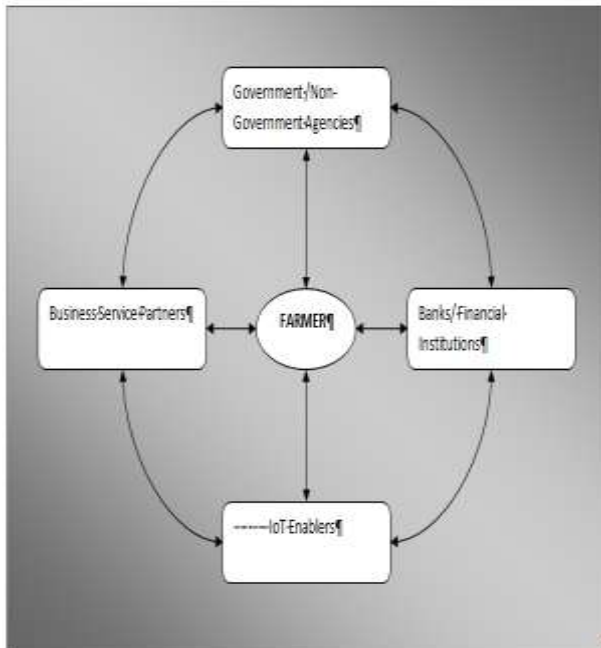 Government·/Non-
Government·Agencies¶
Business·Service·Partners¶
FARMER¶
Banks/·Financial·
Institutions¶
--------IoT·Enablers¶